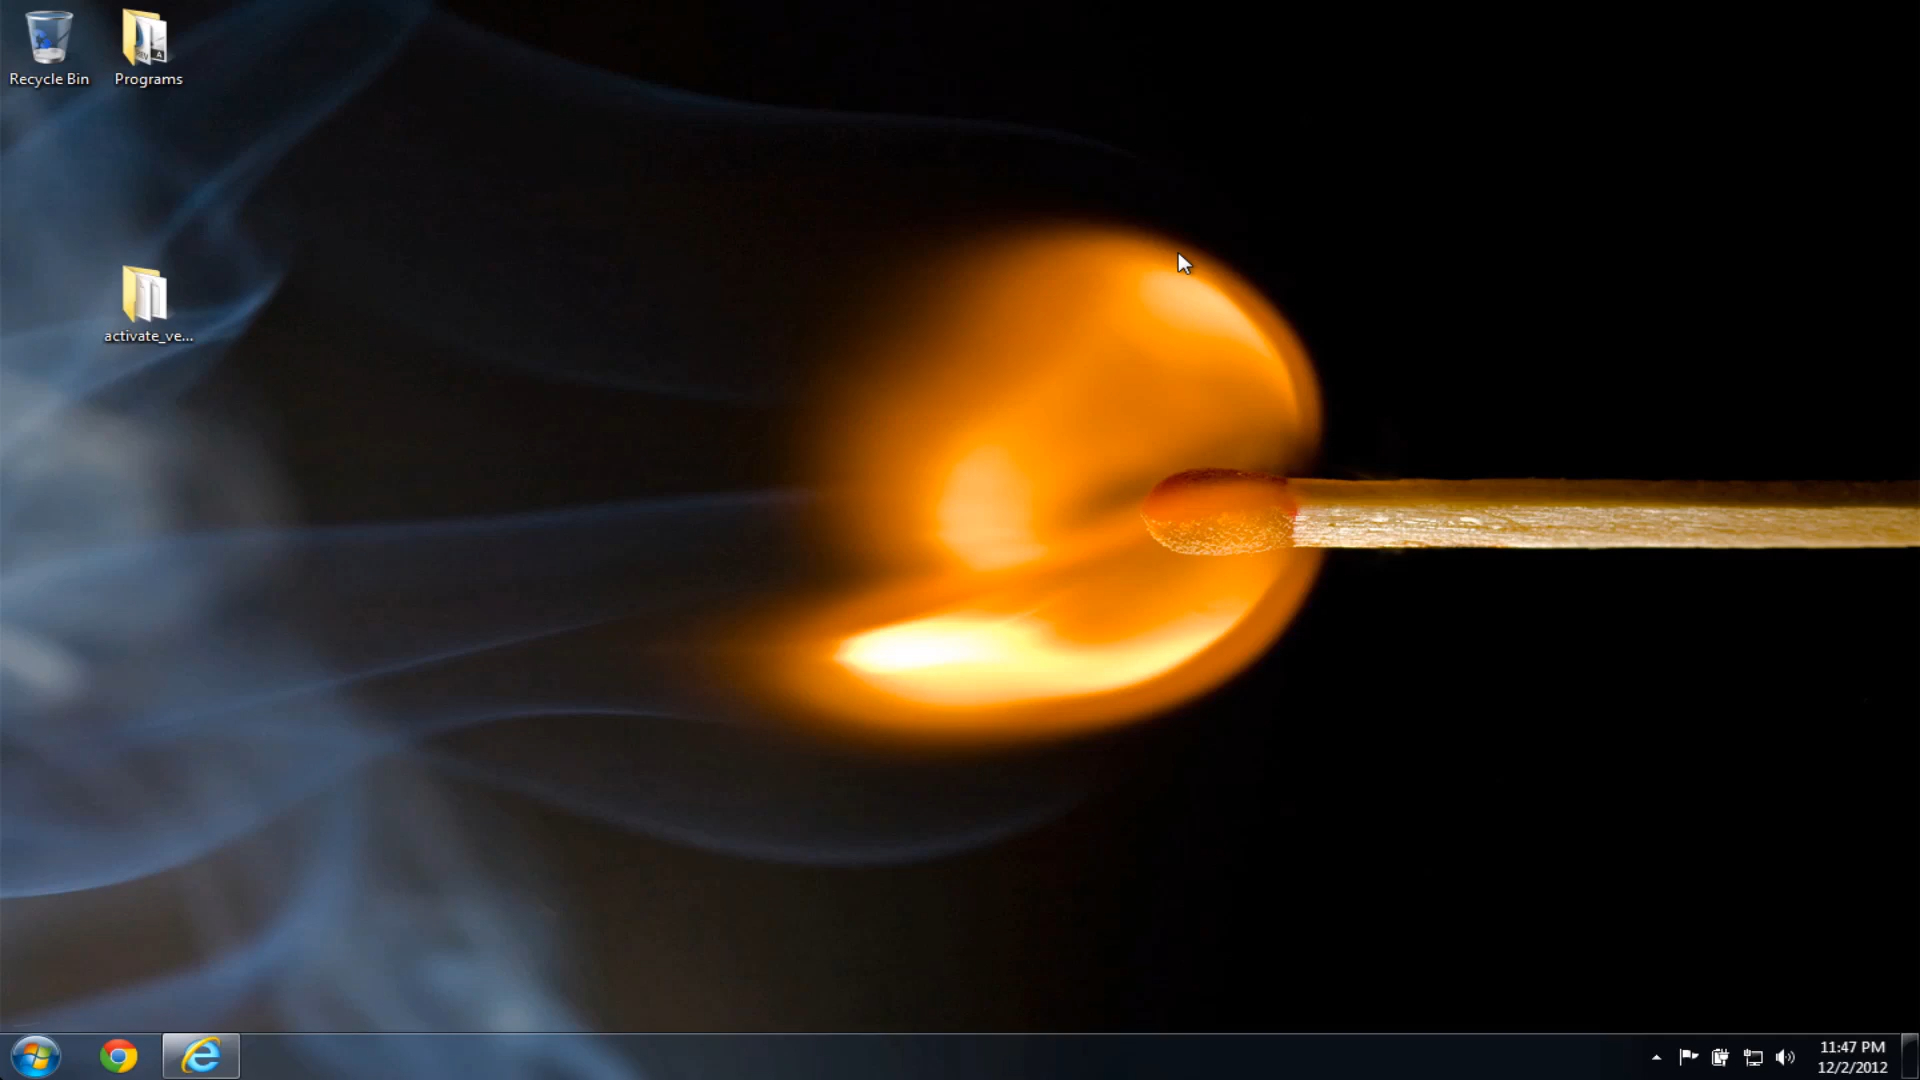 Recycle Bin
Programs
activate_ve...
11:47 PM
12/2/2012